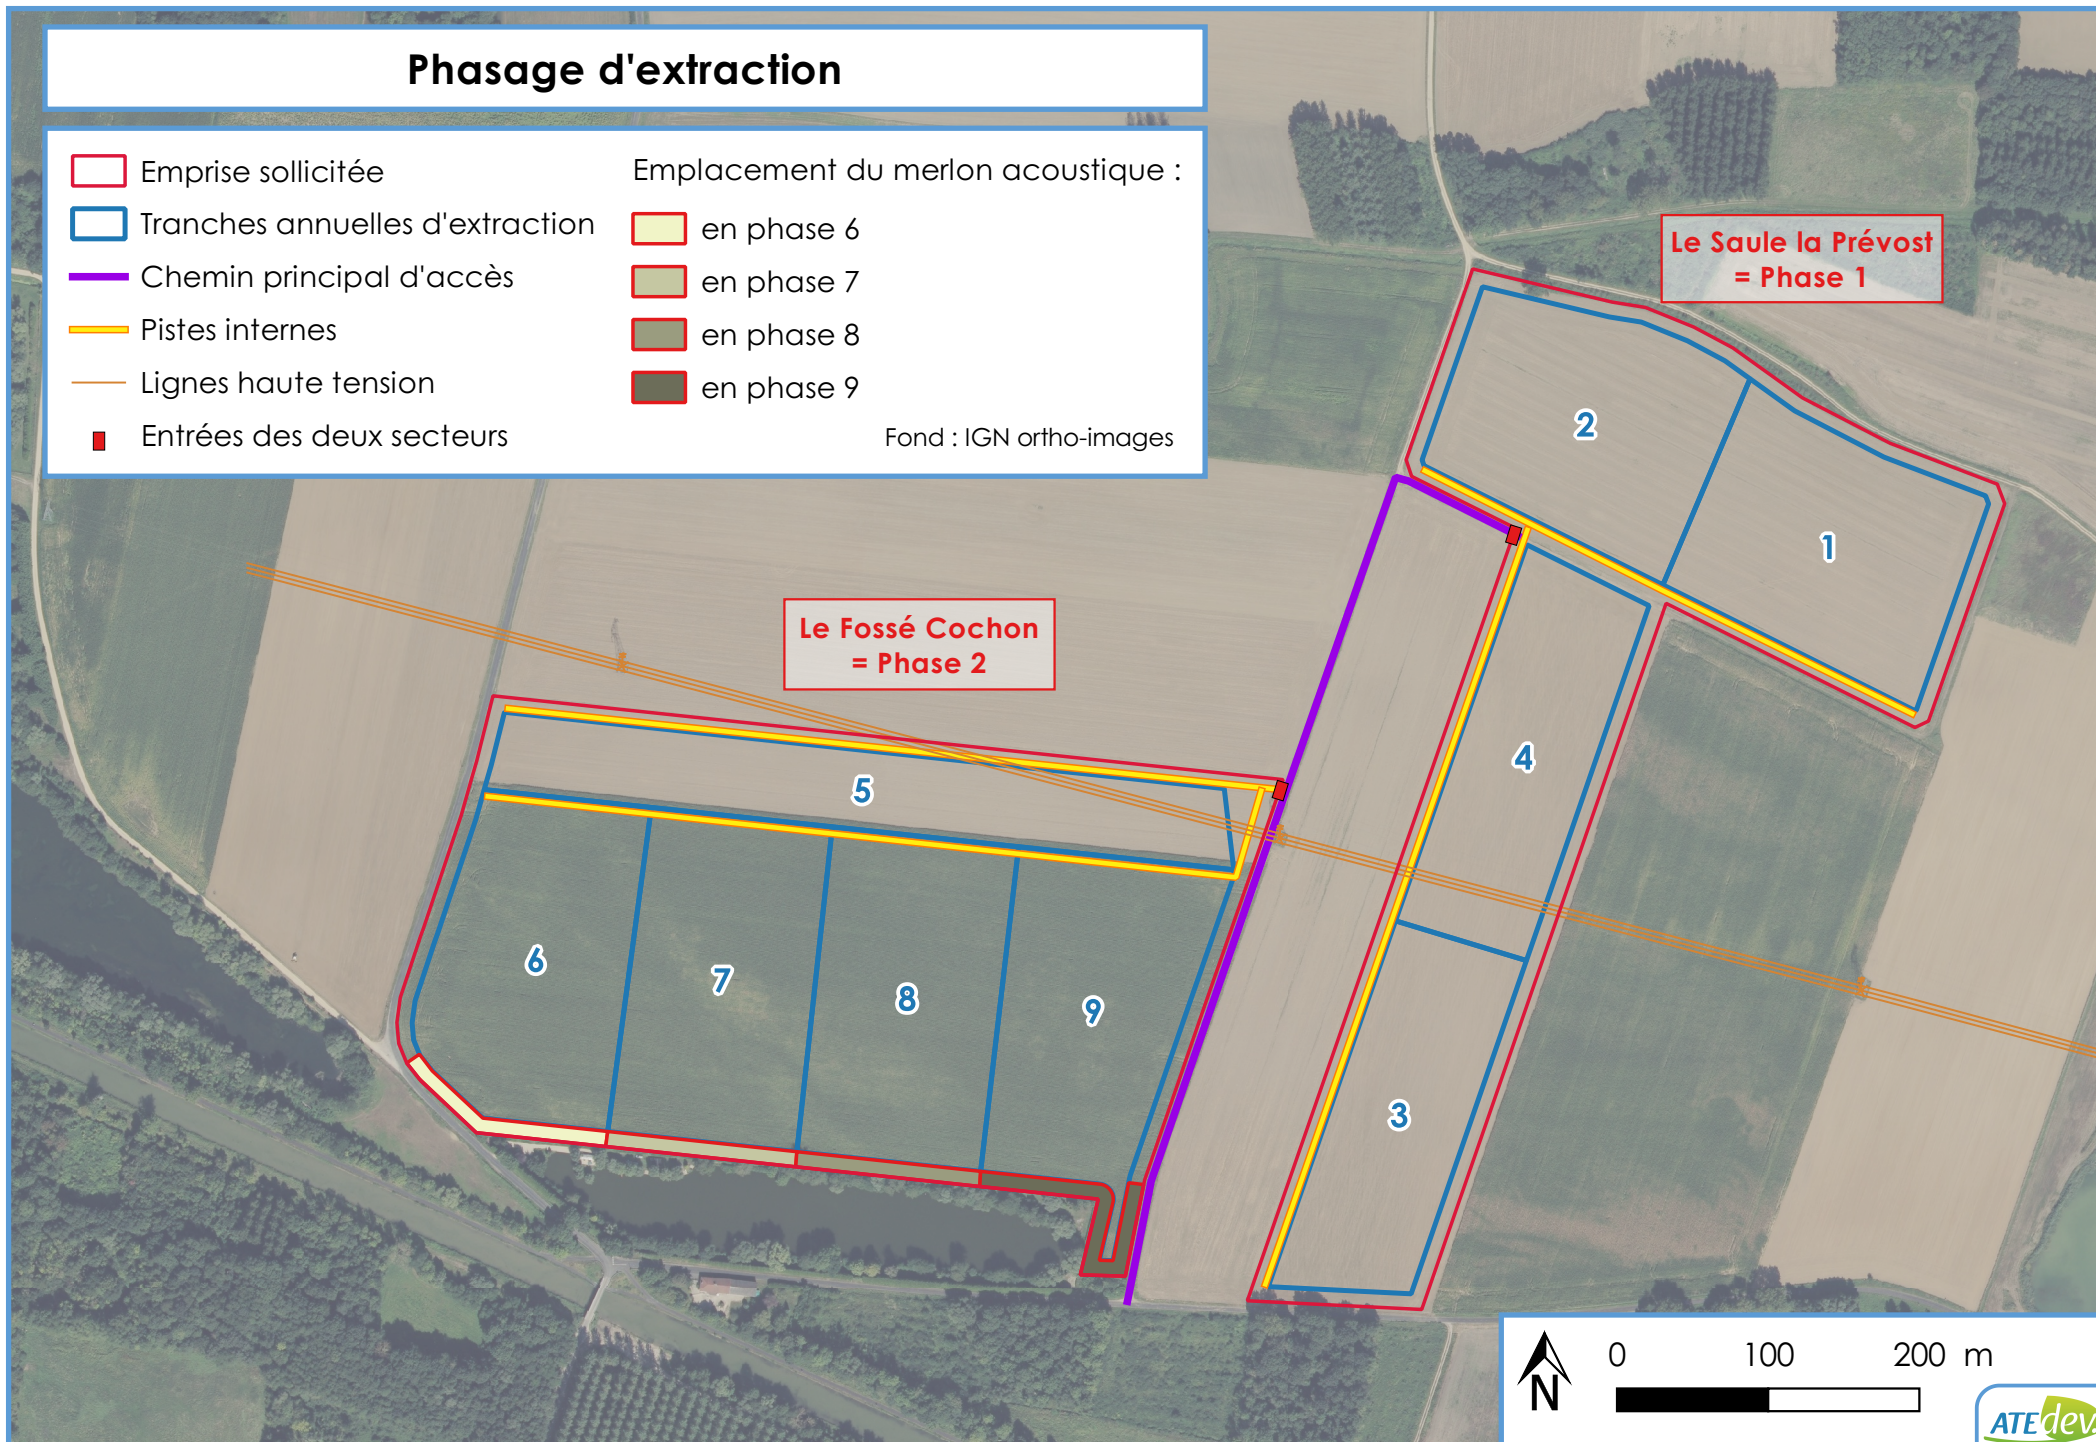 Phasage d'extraction
Emprise sollicitée
Tranches annuelles d'extraction
Chemin principal d'accès
Pistes internes
Lignes haute tension
Entrées des deux secteurs
Emplacement du merlon acoustique :
en phase 6
en phase 7
en phase 8
en phase 9
Fond : IGN ortho-images
Le Saule la Prévost
= Phase 1
2
1
Le Fossé Cochon
= Phase 2
4
5
6
7
8
9
3
N
0 100 200 m
ATEdev